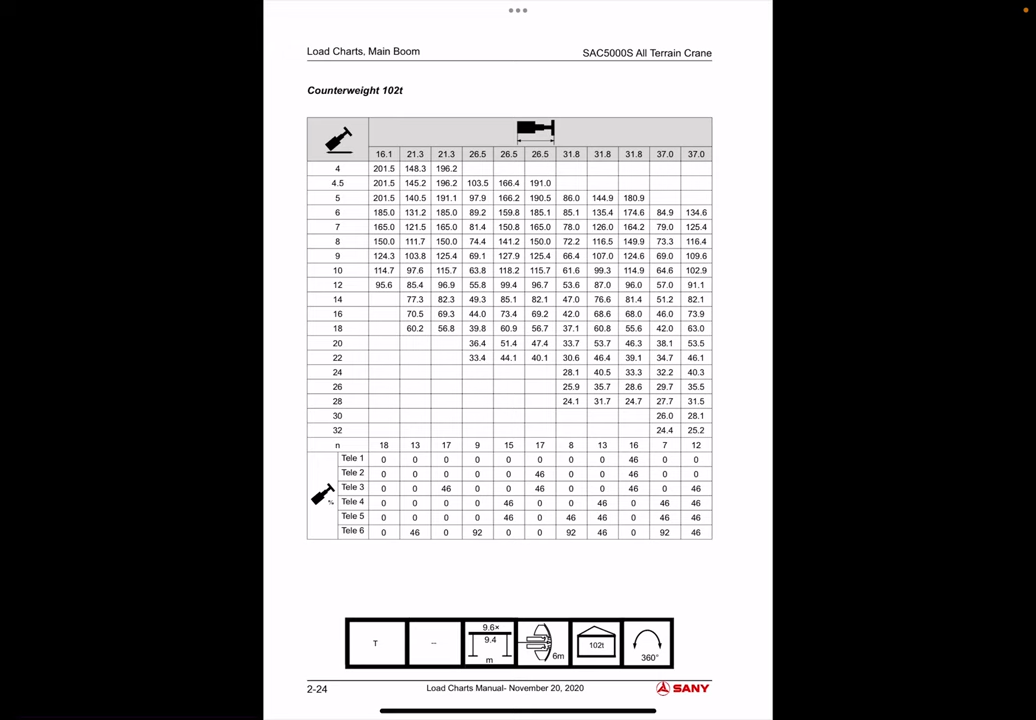 Load Charts, Main Boom SAC5000S All Terrain Crane
Counterweight 102t
16.1 21.3 21.3 26.5 26.5 26.5 31.8 31.8 31.8 37.0 37.0
4 201.5 148.3 196.2
4.5 201.5 145.2 196.2 103.5 166.4 191.0
5 201.5 140.5 191.1 97.9 166.2 190.5 86.0 144.9 180.9
6 185.0 131.2 185.0 89.2 159.8 185.1 85.1 135.4 174.6 84.9 134.6
7 165.0 121.5 165.0 81.4 150.8 165.0 78.0 126.0 164.2 79.0 125.4
8 150.0 111.7 150.0 74.4 141.2 150.0 72.2 116.5 149.9 73.3 116.4
9 124.3 103.8 125.4 69.1 127.9 125.4 66.4 107.0 124.6 69.0 109.6
10 114.7 97.6 115.7 63.8 118.2 115.7 61.6 99.3 114.9 64.6 102.9
12 95.6 85.4 96.9 55.8 99.4 96.7 53.6 87.0 96.0 57.0 91.1
14 77.3 82.3 49.3 85.1 82.1 47.0 76.6 81.4 51.2 82.1
16 70.5 69.3 44.0 73.4 69.2 42.0 68.6 68.0 46.0 73.9
18 60.2 56.8 39.8 60.9 56.7 37.1 60.8 55.6 42.0 63.0
20 36.4 51.4 47.4 33.7 53.7 46.3 38.1 53.5
22 33.4 44.1 40.1 30.6 46.4 39.1 34.7 46.1
24 28.1 40.5 33.3 32.2 40.3
26 25.9 35.7 28.6 29.7 35.5
28 24.1 31.7 24.7 27.7 31.5
30 26.0 28.1
32 24.4 25.2
n 18 13 17 9 15 17 8 13 16 7 12
Tele 1 0 0 0 0 0 0 0 0 46 0 0
Tele 2 0 0 0 0 0 46 0 0 46 0 0
Tele 3 0 0 46 0 0 46 0 0 46 0 46
Tele 4 0 0 0 0 46 0 0 46 0 46 46
Tele 5 0 0 0 0 46 0 46 46 0 46 46
Tele 6 0 46 0 92 0 0 92 46 0 92 46
%
T -- 9.6× 9.4 m 6m 102t 360°
2-24 Load Charts Manual- November 20, 2020 SANY